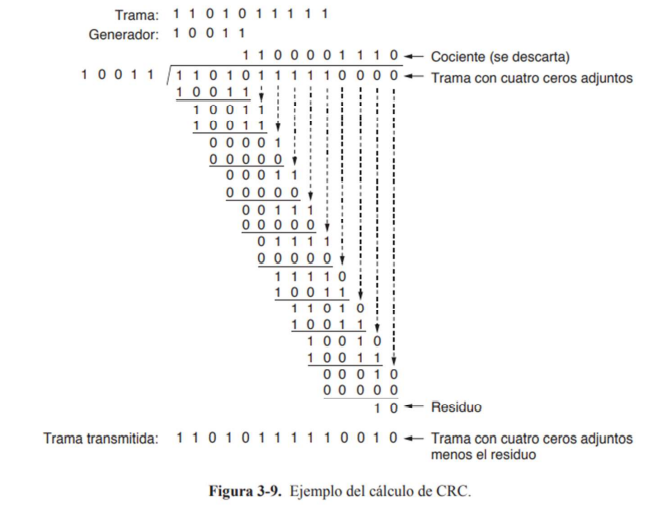 Trama: 1 1 0 1 0 1 1 1 1 1
Generador: 1 0 0 1 1
1 1 0 0 0 0 1 1 1 0 Cociente (se descarta)
1 0 0 1 1 1 1 0 1 0 1 1 1 1 1 0 0 0 0 Trama con cuatro ceros adjuntos
1 0 0 1 1
1 0 0 1 1
1 0 0 1 1
0 0 0 0 1
0 0 0 0 0
0 0 0 1 1
0 0 0 0 0
0 0 1 1 1
0 0 0 0 0
0 1 1 1 1
0 0 0 0 0
1 1 1 1 0
1 0 0 1 1
1 1 0 1 0
1 0 0 1 1
1 0 0 1 0
1 0 0 1 1
0 0 0 1 0
0 0 0 0 0
1 0 Residuo
Trama transmitida: 1 1 0 1 0 1 1 1 1 1 0 0 1 0 Trama con cuatro ceros adjuntos
menos el residuo
Figura 3-9. Ejemplo del cálculo de CRC.